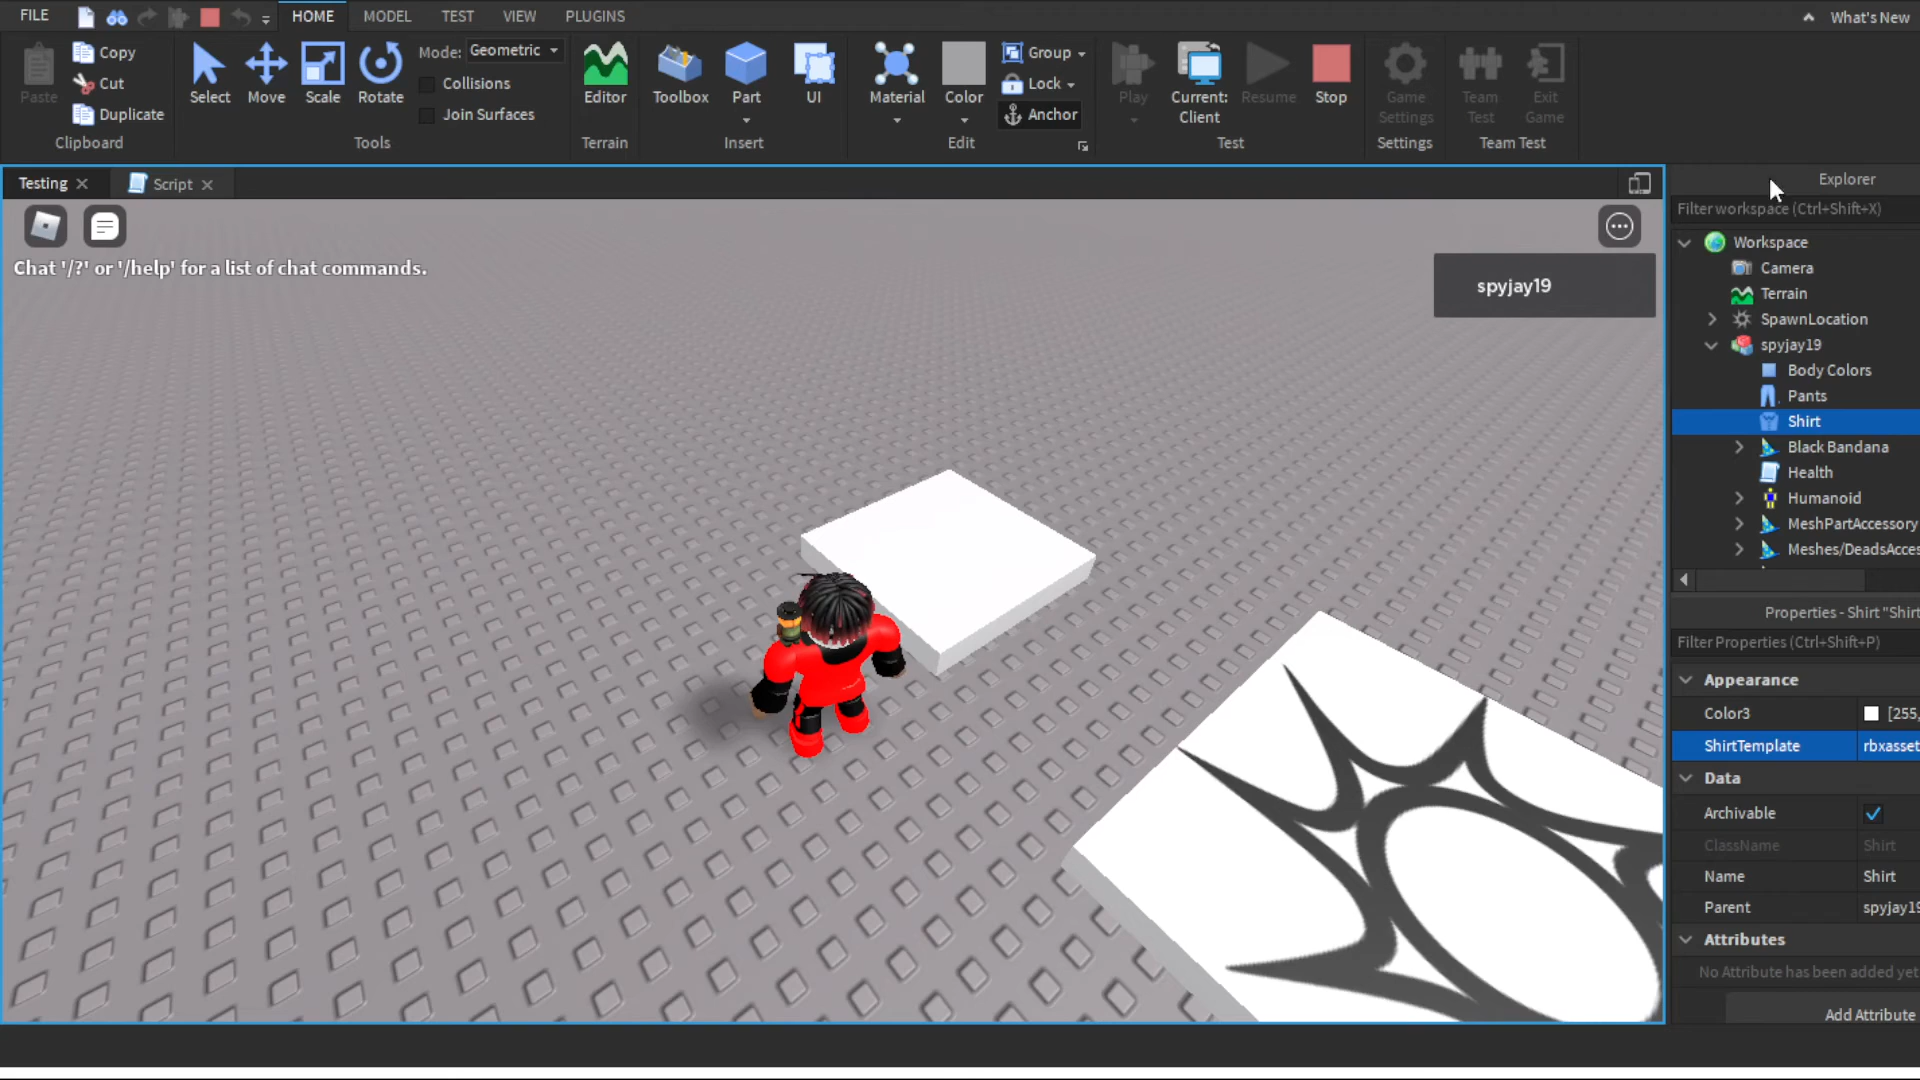 FILE HOME MODEL TEST VIEW PLUGINS What's New
Paste Copy Cut Duplicate
Clipboard
Select Move Scale Rotate Mode: Geometric Collisions Join Surfaces
Tools
Editor
Terrain
Toolbox Part UI
Insert
Material Color Group Lock Anchor
Edit
Play Current: Client Resume Stop
Test
Game Settings
Settings
Team Test Exit Game
Team Test
Testing Script
Chat '/?' or '/help' for a list of chat commands.
spyjay19
Explorer
Filter workspace (Ctrl+Shift+X)
Workspace
Camera
Terrain
SpawnLocation
spyjay19
Body Colors
Pants
Shirt
Black Bandana
Health
Humanoid
MeshPartAccessory
Meshes/DeadsAcces
Properties - Shirt "Shirt
Filter Properties (Ctrl+Shift+P)
Appearance
Color3 [255,
ShirtTemplate rbxasset
Data
Archivable
ClassName Shirt
Name Shirt
Parent spyjay19
Attributes
No Attribute has been added yet
Add Attribute